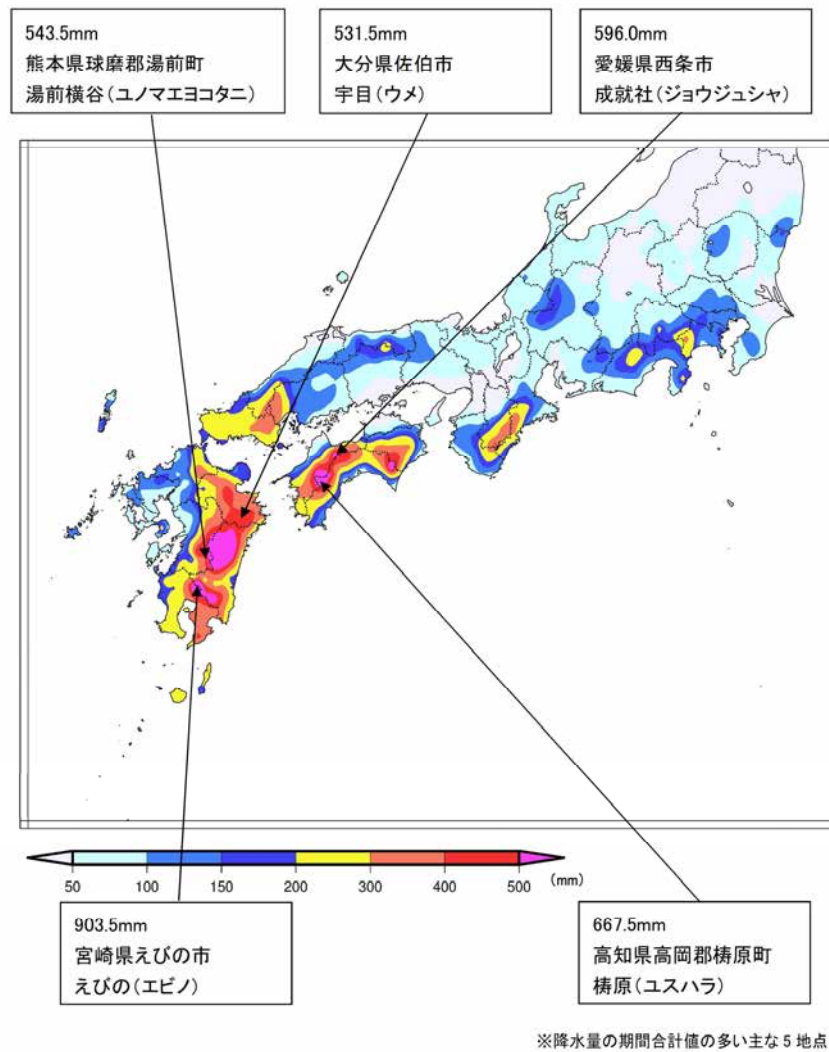 543.5mm
熊本県球磨郡湯前町
湯前横谷(ユノマエヨコタニ)
531.5mm
大分県佐伯市
宇目(ウメ)
596.0mm
愛媛県西条市
成就社(ジョウジュシャ)
50 100 150 200 300 400 500 (mm)
903.5mm
宮崎県えびの市
えびの(エビノ)
667.5mm
高知県高岡郡梼原町
梼原(ユスハラ)
※降水量の期間合計値の多い主な5地点